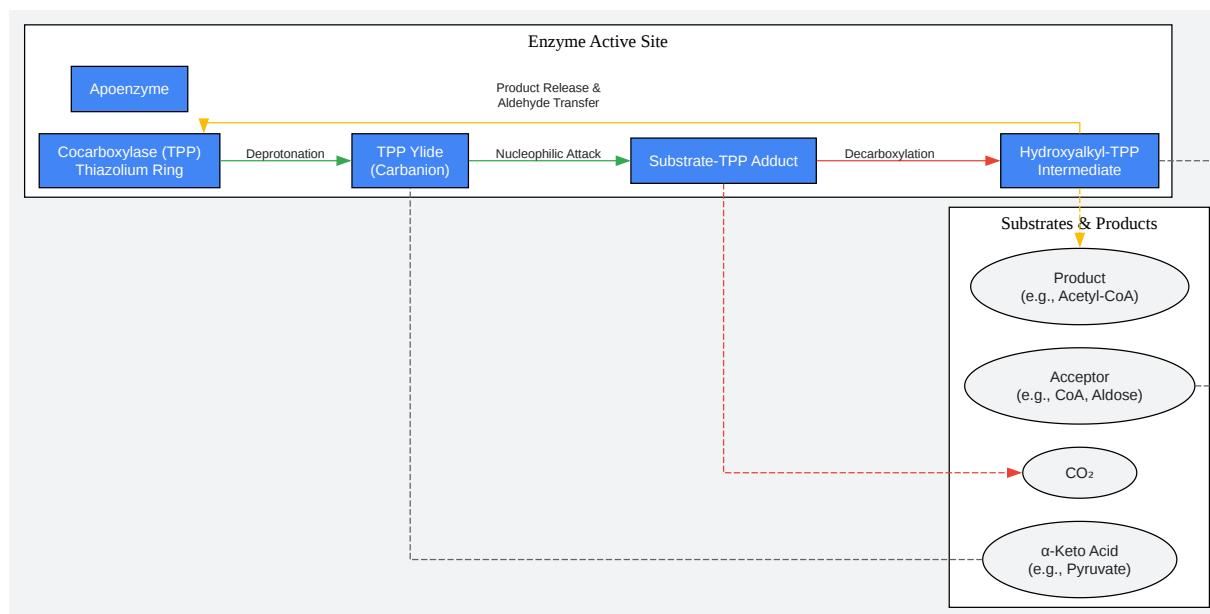 Enzyme Active Site
Apoenzyme
Product Release &
Aldehyde Transfer
Cocarboxylase (TPP)
Thiazolium Ring
Deprotonation
TPP Ylide
(Carbanion)
Nucleophilic Attack
Substrate-TPP Adduct
Decarboxylation
Hydroxyalkyl-TPP
Intermediate
Substrates & Products
Product
(e.g., Acetyl-CoA)
Acceptor
(e.g., CoA, Aldose)
CO₂
α-Keto Acid
(e.g., Pyruvate)